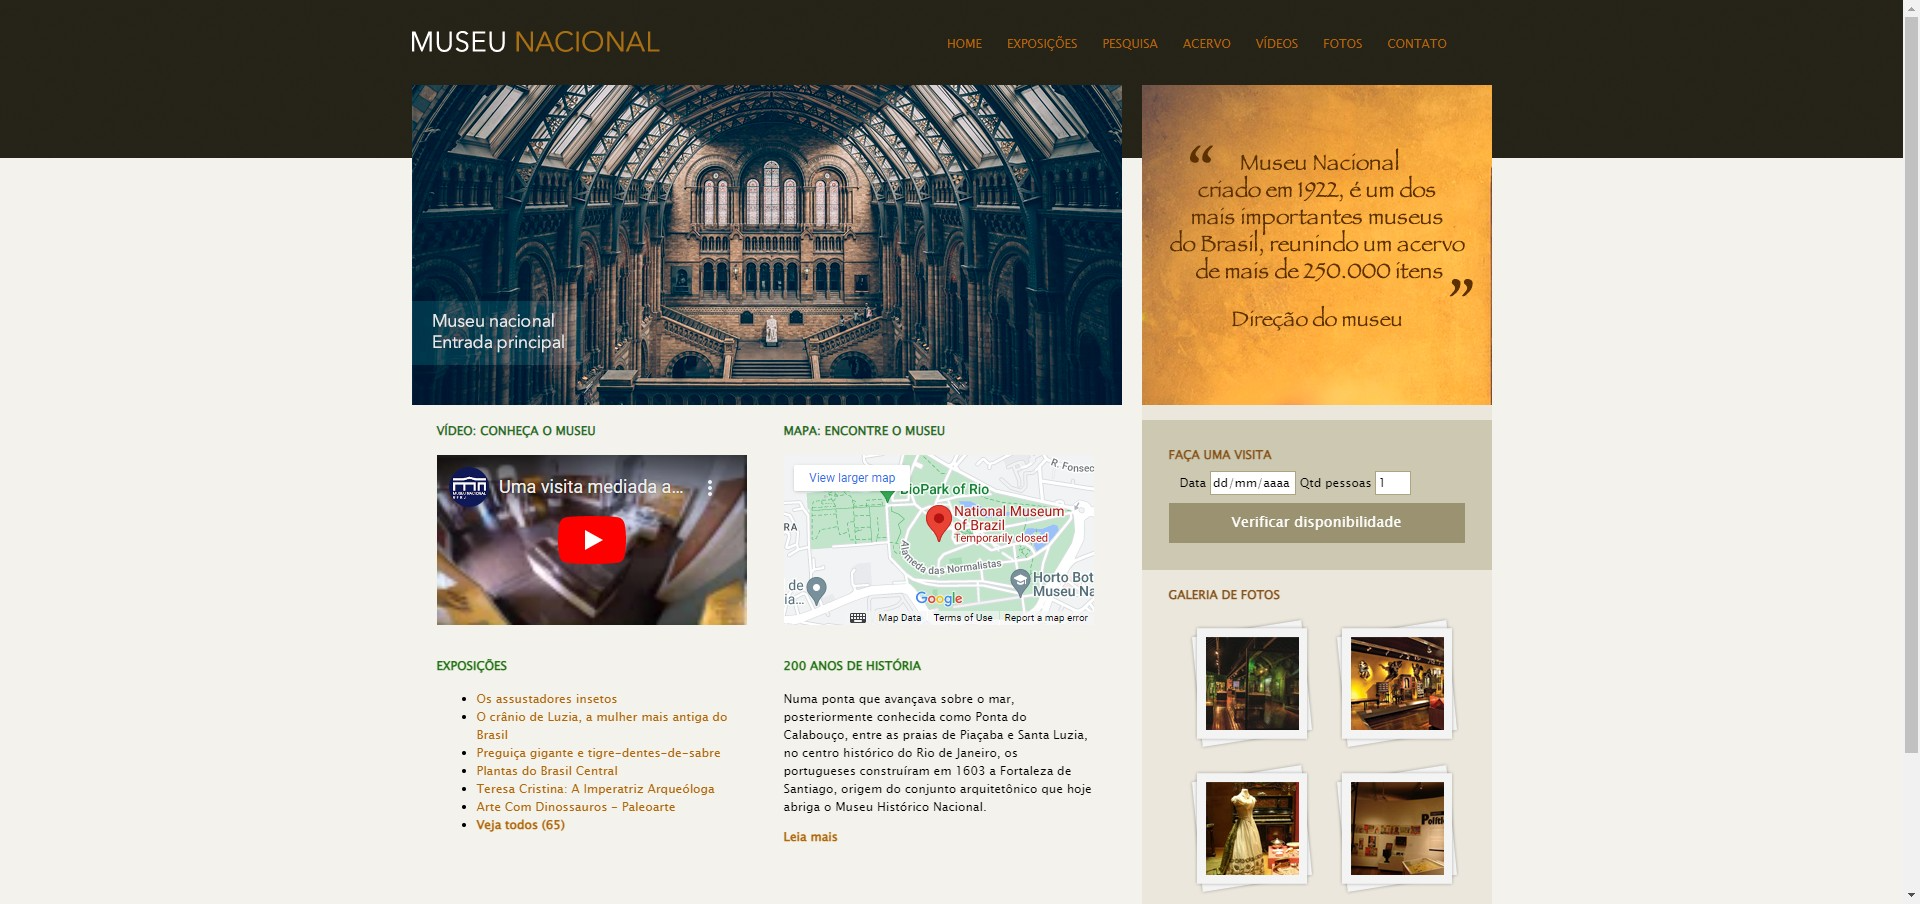 MUSEU NACIONAL
HOME EXPOSIÇÕES PESQUISA ACERVO VÍDEOS FOTOS CONTATO
Museu nacional
Entrada principal
“ Museu Nacional
criado em 1922, é um dos
mais importantes museus
do Brasil, reunindo um acervo
de mais de 250.000 itens ”
Direção do museu
VÍDEO: CONHEÇA O MUSEU
Uma visita mediada a...
MUSEU NACIONAL
MAPA: ENCONTRE O MUSEU
View larger map
R. Fonsec
BioPark of Rio
National Museum
of Brazil
Temporarily closed
RA
Alameda das Normalistas
de
ia...
Horto Bot
Museu Na
Google
Map Data Terms of Use Report a map error
EXPOSIÇÕES
Os assustadores insetos
O crânio de Luzia, a mulher mais antiga do
Brasil
Preguiça gigante e tigre-dentes-de-sabre
Plantas do Brasil Central
Teresa Cristina: A Imperatriz Arqueóloga
Arte Com Dinossauros - Paleoarte
Veja todos (65)
200 ANOS DE HISTÓRIA
Numa ponta que avançava sobre o mar,
posteriormente conhecida como Ponta do
Calabouço, entre as praias de Piaçaba e Santa Luzia,
no centro histórico do Rio de Janeiro, os
portugueses construíram em 1603 a Fortaleza de
Santiago, origem do conjunto arquitetônico que hoje
abriga o Museu Histórico Nacional.
Leia mais
FAÇA UMA VISITA
Data dd/mm/aaaa Qtd pessoas 1
Verificar disponibilidade
GALERIA DE FOTOS